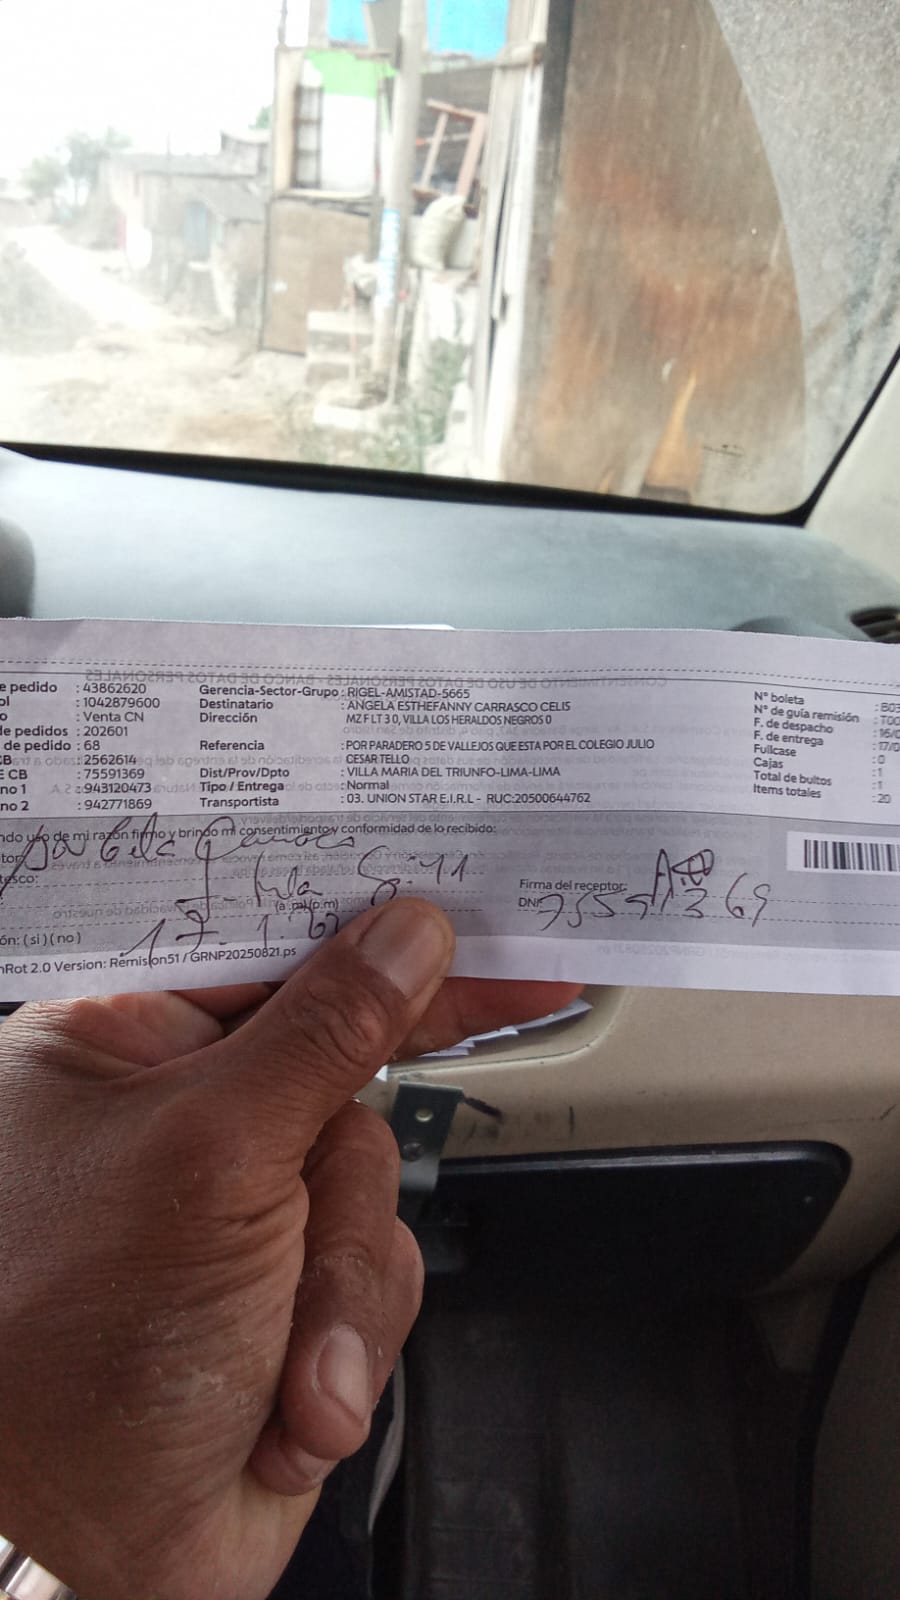 e pedido : 43862620
ol : 1042879600
o : Venta CN
de pedidos : 202601
de pedido : 68
CB : 2562614
E CB : 75591369
no 1 : 943120473
no 2 : 942771869
Gerencia-Sector-Grupo : RIGEL-AMISTAD-5665
Destinatario : ANGELA ESTHEFANNY CARRASCO CELIS
Dirección MZ F LT 3 0, VILLA LOS HERALDOS NEGROS 0
Referencia : POR PARADERO 5 DE VALLEJOS QUE ESTA POR EL COLEGIO JULIO
CESAR TELLO
Dist/Prov/Dpto : VILLA MARIA DEL TRIUNFO-LIMA-LIMA
Tipo / Entrega : Normal
Transportista : 03. UNION STAR E.I.R.L - RUC:20500644762
N° boleta : B03
N° de guía remisión : T00
F. de despacho : 16/0
F. de entrega : 17/0
Fullcase : 0
Cajas : 1
Total de bultos : 1
Items totales : 20
ndo uso de mi razón firmo y brindo mi consentimiento y conformidad de lo recibido:
tor
tesco:
(a.m) (p.m)
Firma del receptor:
DNI: 75591369
ón: ( si ) ( no )
nRot 2.0 Version: Remision51 / GRNP20250821.ps